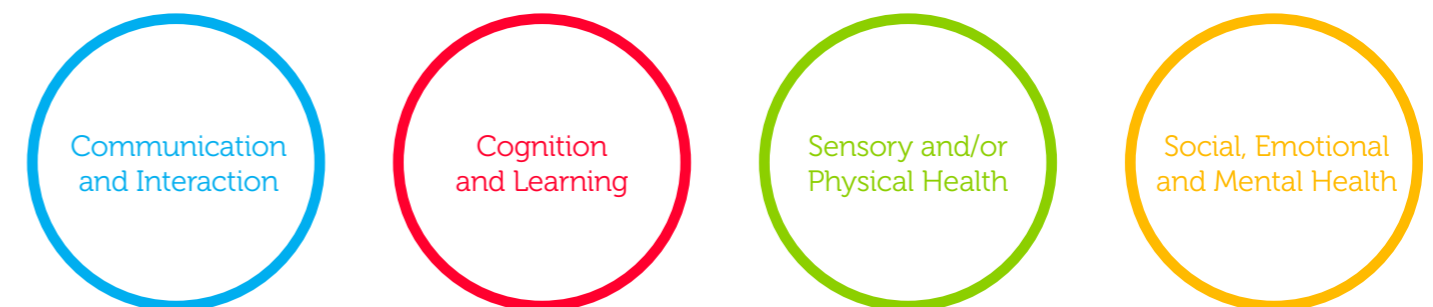 Communication
and Interaction
Cognition
and Learning
Sensory and/or
Physical Health
Social, Emotional
and Mental Health